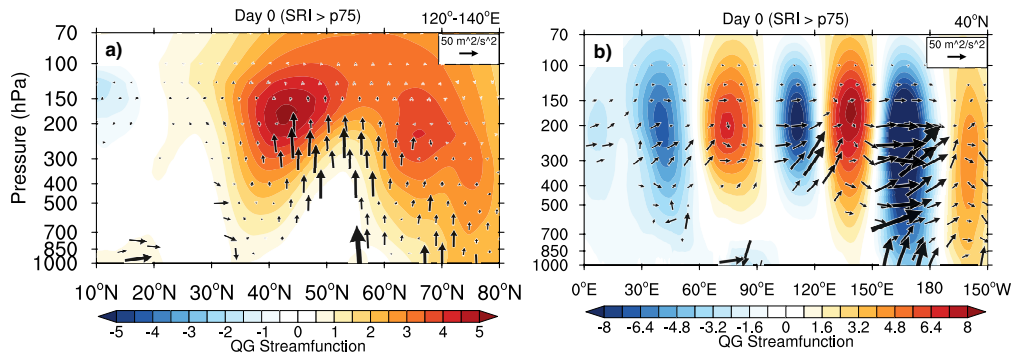 Day 0 (SRI > p75)
120°-140°E
a)
50 m^2/s^2
Pressure (hPa)
70
100
150
200
300
400
500
700
850
1000
10°N 20°N 30°N 40°N 50°N 60°N 70°N 80°N
-5 -4 -3 -2 -1 0 1 2 3 4 5
QG Streamfunction
Day 0 (SRI > p75)
40°N
b)
50 m^2/s^2
70
100
150
200
300
400
500
700
850
1000
0°E 30°E 60°E 90°E 120°E 150°E 180° 150°W
-8 -6.4 -4.8 -3.2 -1.6 0 1.6 3.2 4.8 6.4 8
QG Streamfunction